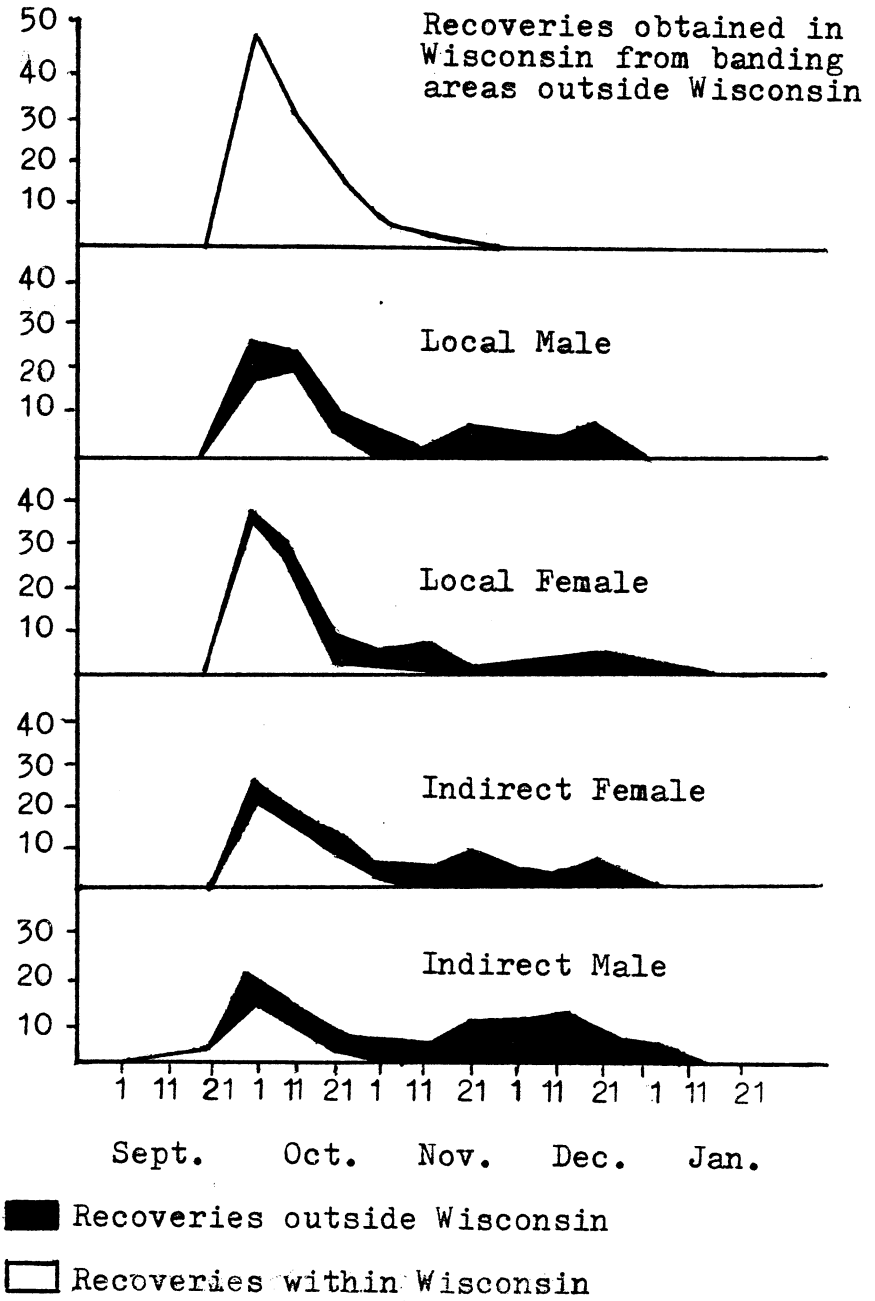 Recoveries obtained in
Wisconsin from banding
areas outside Wisconsin
50
40
30
20
10
Local Male
40
30
20
10
Local Female
40
30
20
10
Indirect Female
40
30
20
10
Indirect Male
30
20
10
1 11 21 1 11 21 1 11 21 1 11 21 1 11 21
Sept. Oct. Nov. Dec. Jan.
Recoveries outside Wisconsin
Recoveries within Wisconsin